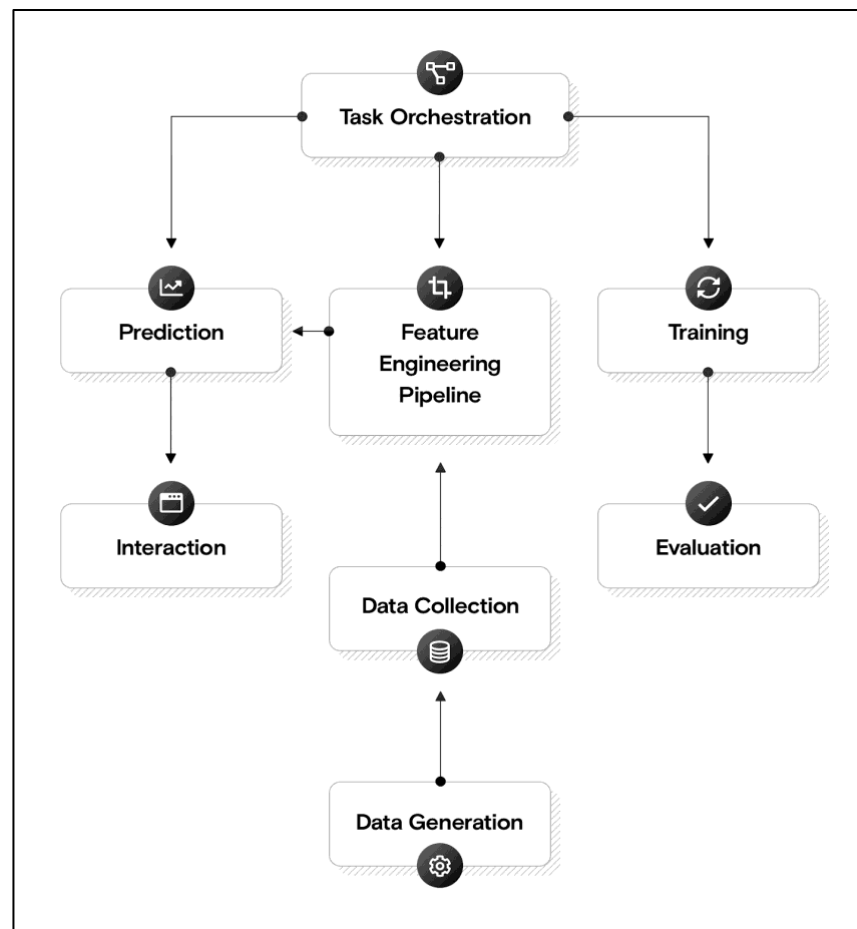 Task Orchestration
Prediction
Feature
Engineering
Pipeline
Training
Interaction
Evaluation
Data Collection
Data Generation